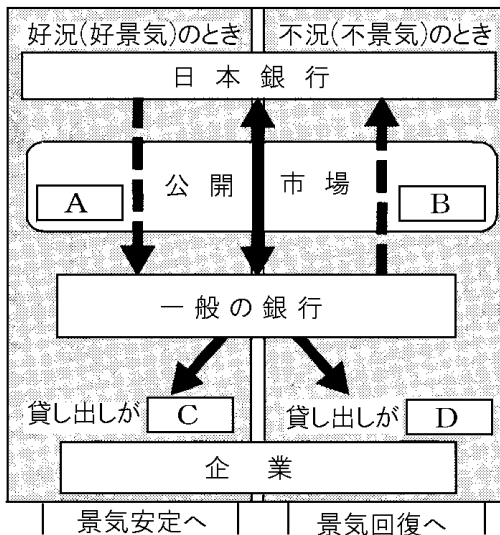 好況(好景気)のとき 不況(不景気)のとき
日本銀行
公開市場
A B
一般の銀行
貸し出しが C 貸し出しが D
企業
景気安定へ 景気回復へ